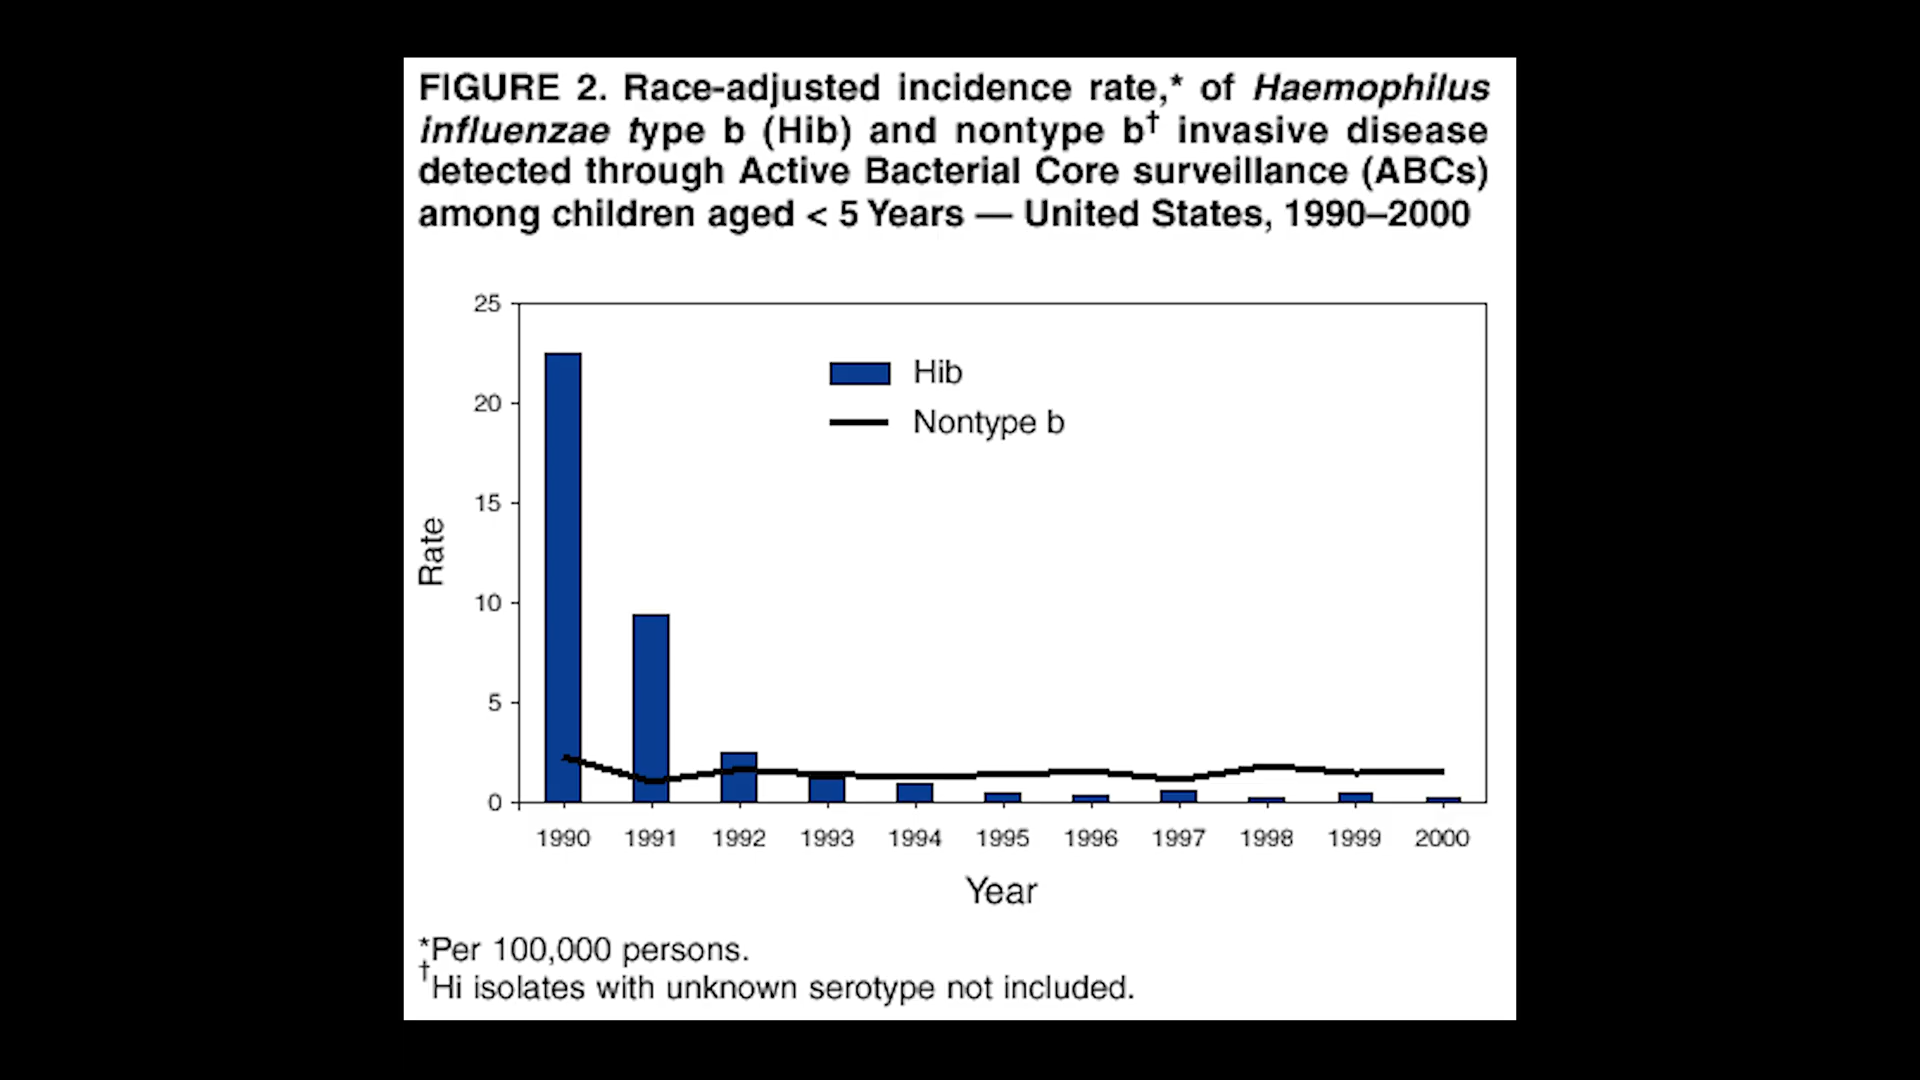 FIGURE 2. Race-adjusted incidence rate,* of Haemophilus
influenzae type b (Hib) and nontype b† invasive disease
detected through Active Bacterial Core surveillance (ABCs)
among children aged < 5 Years — United States, 1990–2000
25
20
15
10
5
0
Rate
Hib
Nontype b
1990 1991 1992 1993 1994 1995 1996 1997 1998 1999 2000
Year
*Per 100,000 persons.
†Hi isolates with unknown serotype not included.